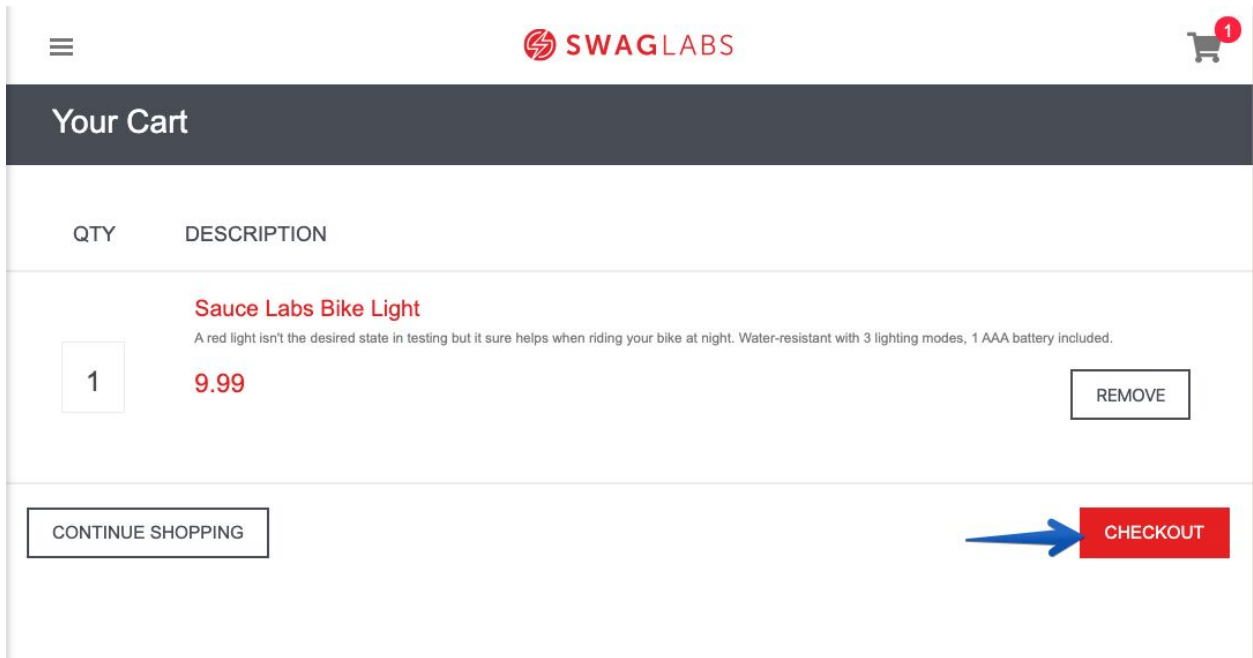 SWAGLABS
1
Your Cart
QTY DESCRIPTION
Sauce Labs Bike Light
A red light isn't the desired state in testing but it sure helps when riding your bike at night. Water-resistant with 3 lighting modes, 1 AAA battery included.
1 9.99
REMOVE
CONTINUE SHOPPING
CHECKOUT